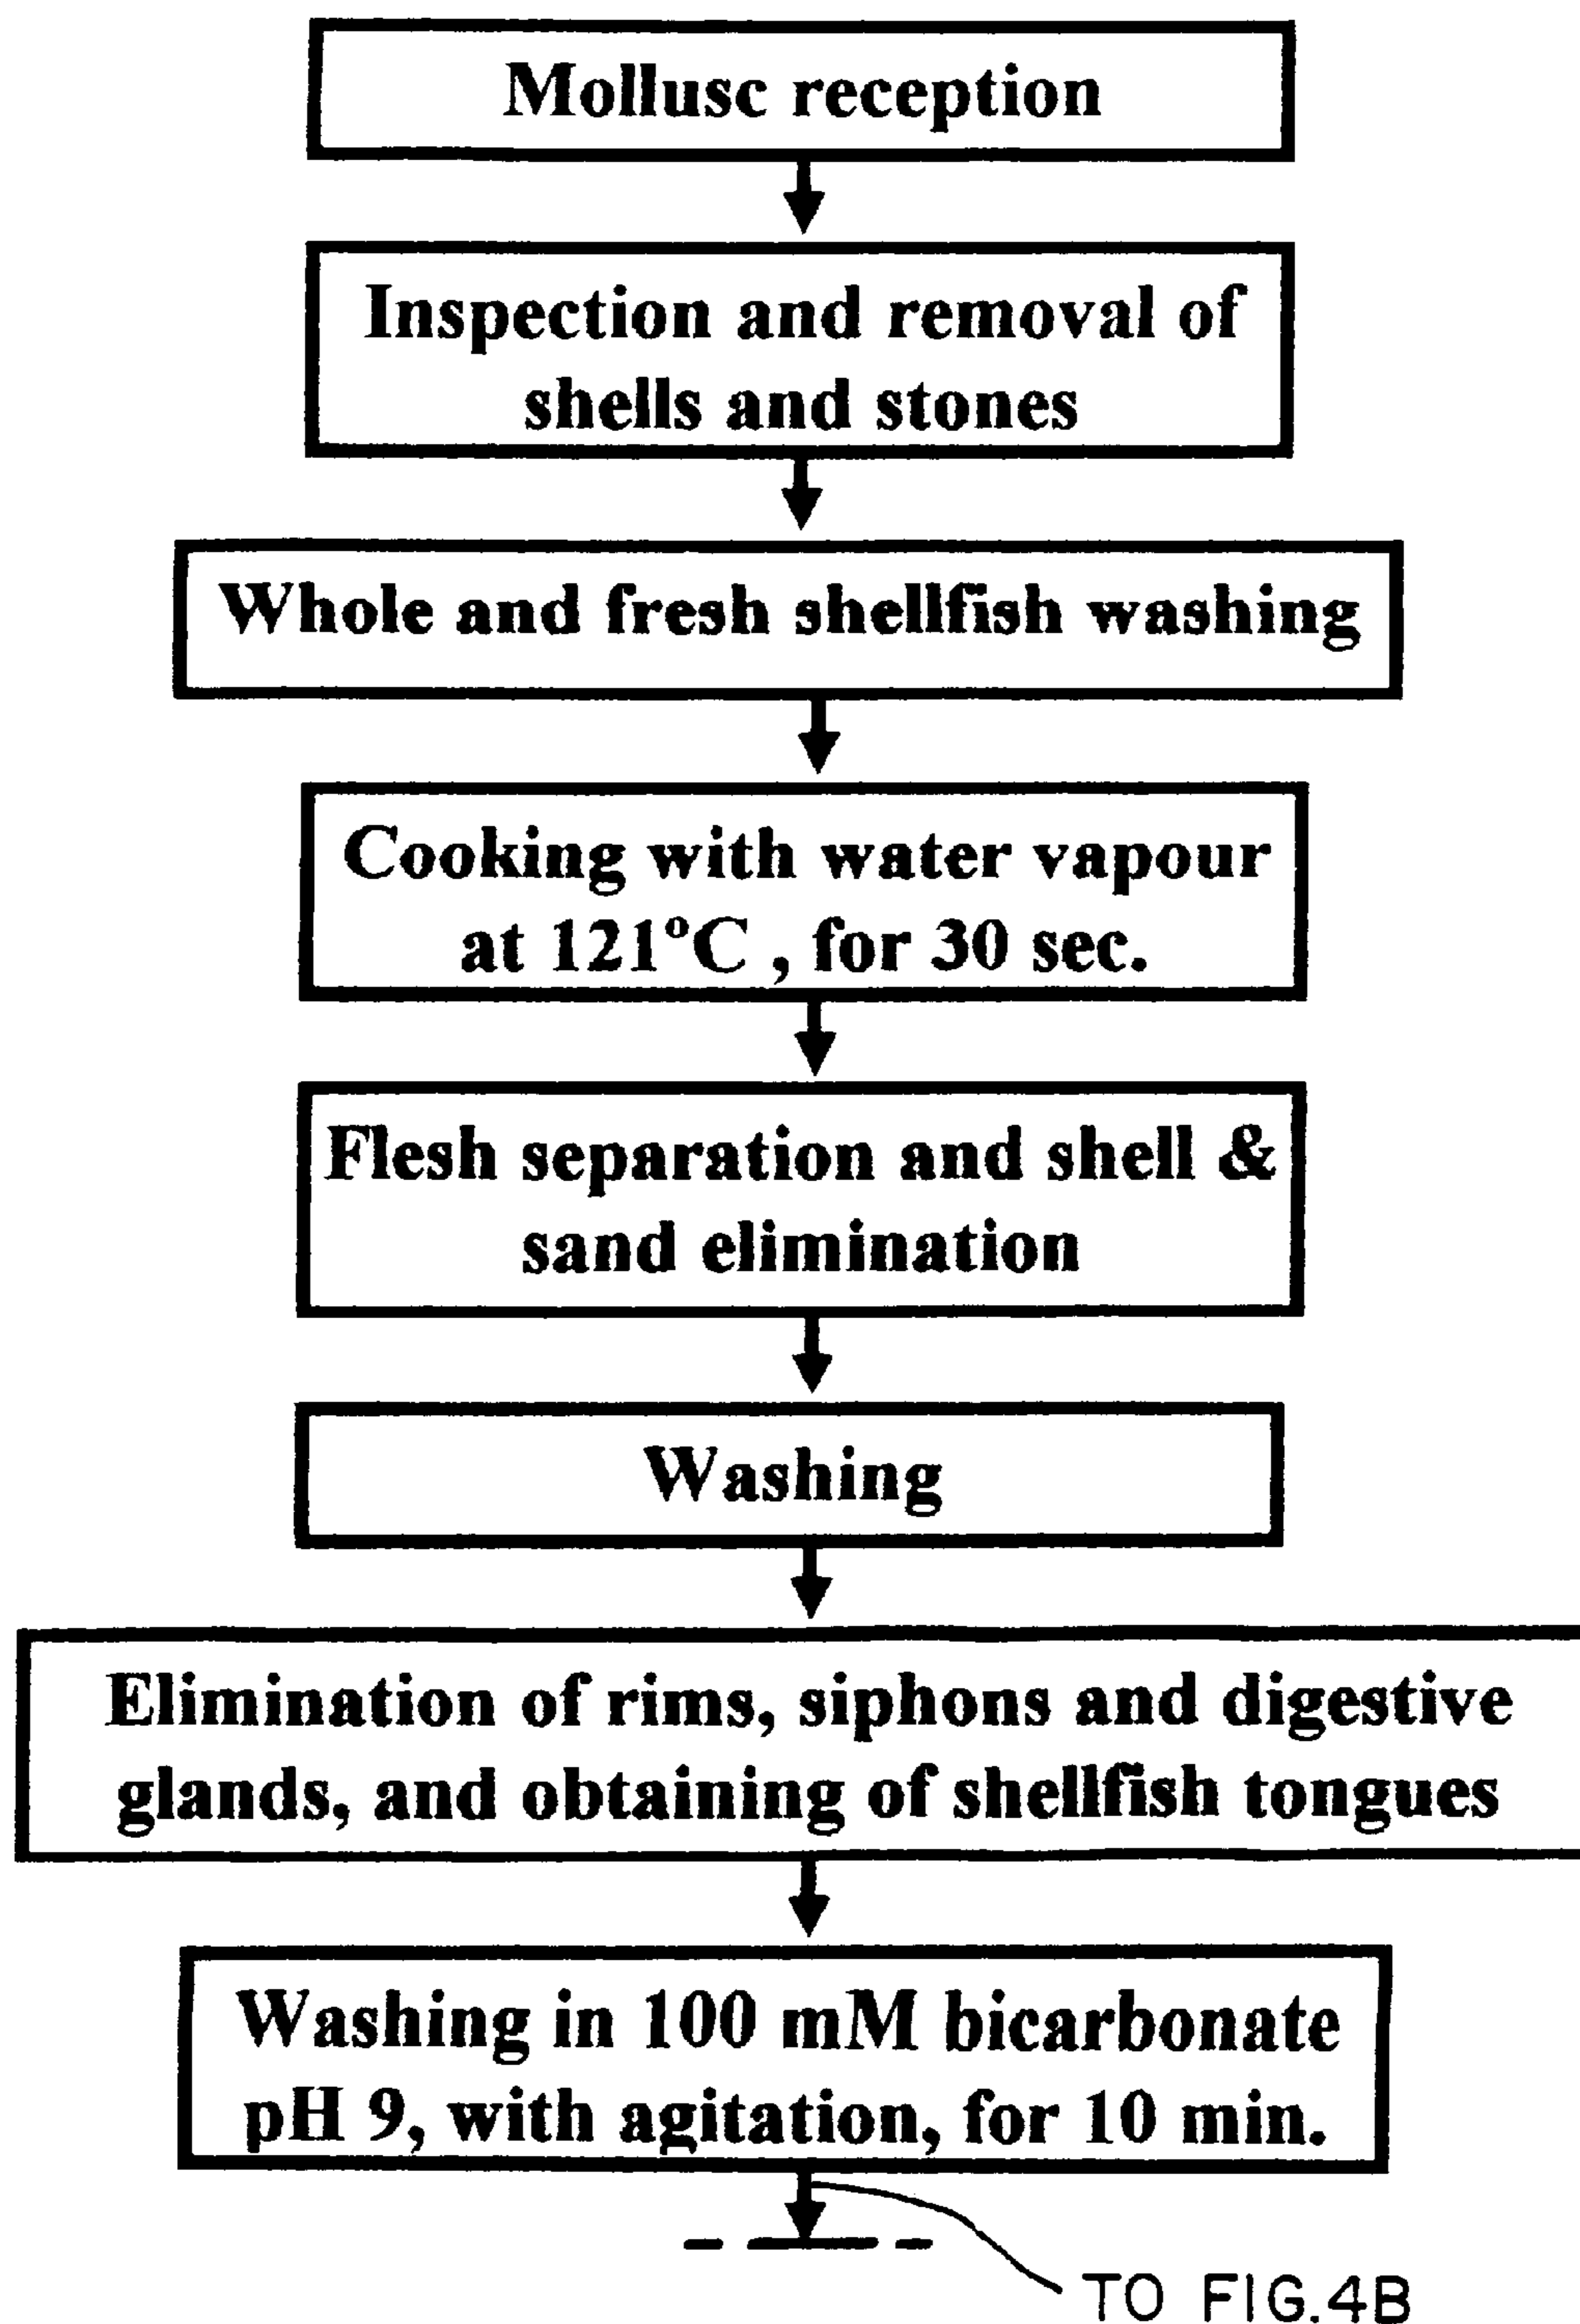 Mollusc reception
Inspection and removal of
shells and stones
Whole and fresh shellfish washing
Cooking with water vapour
at 121ºC , for 30 sec.
Flesh separation and shell &
sand elimination
Washing
Elimination of rims, siphons and digestive
glands, and obtaining of shellfish tongues
Washing in 100 mM bicarbonate
pH 9, with agitation, for 10 min.
TO FIG.4B